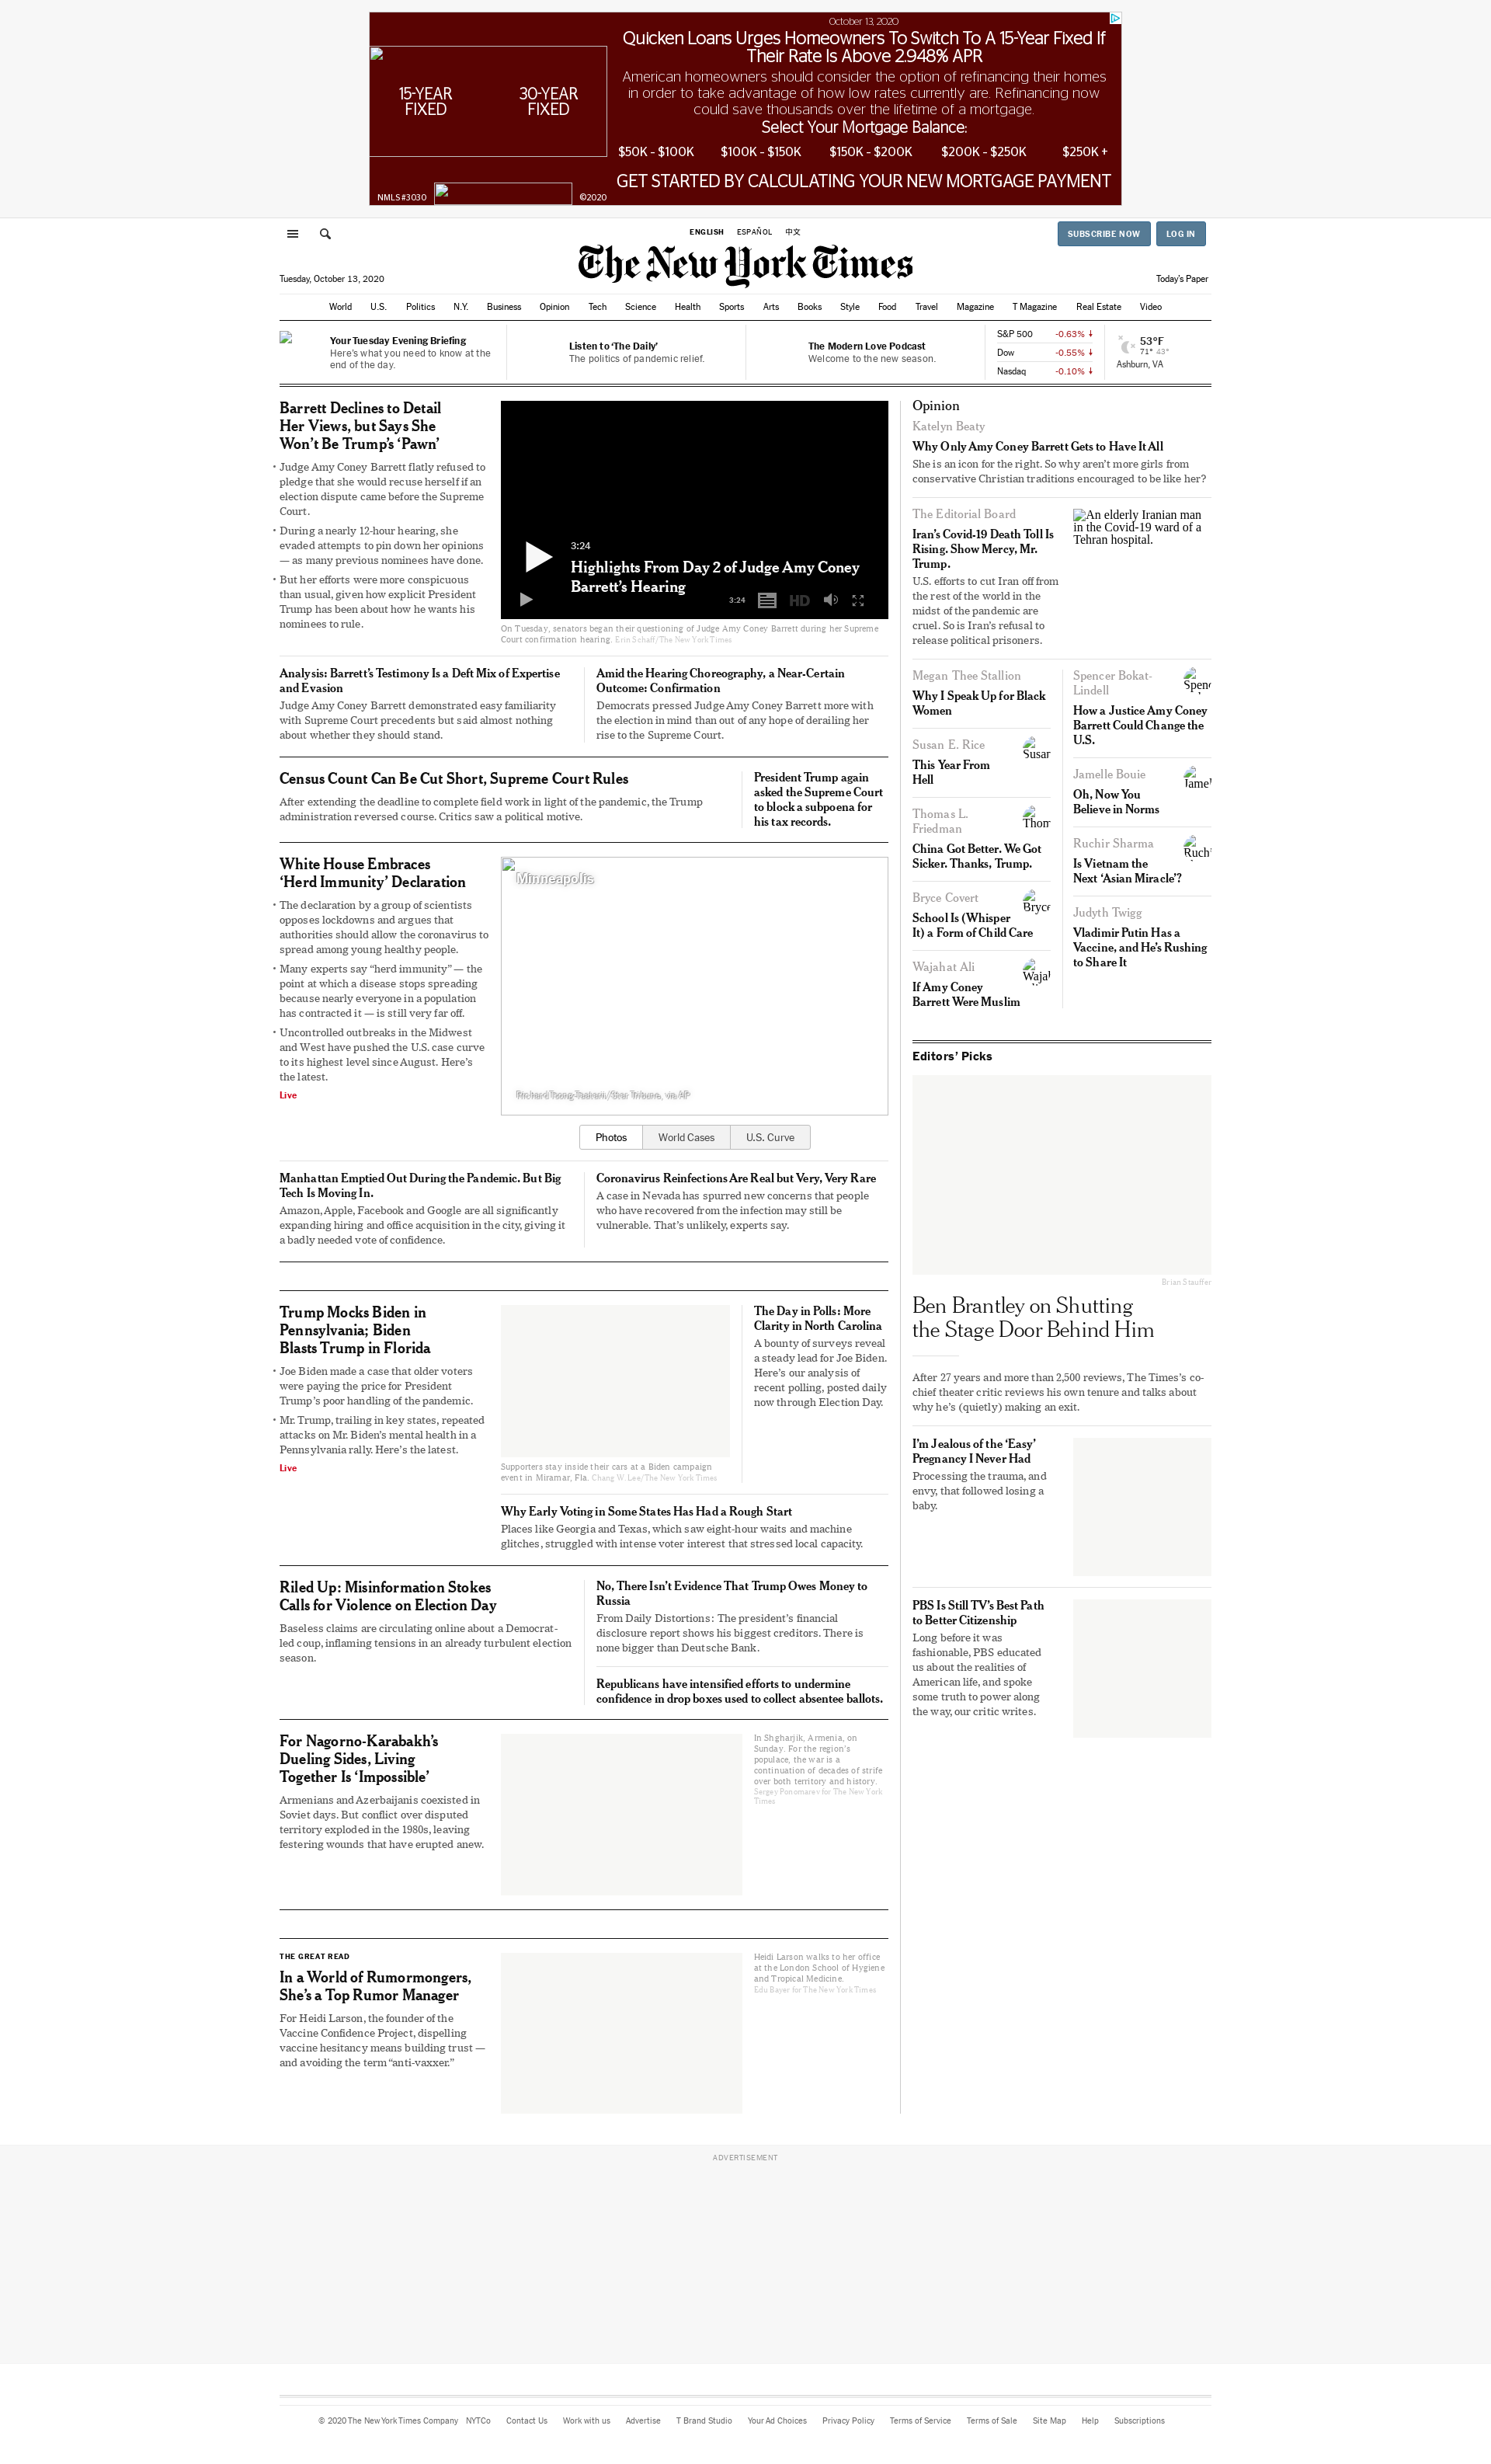 October 13, 2020
Quicken Loans Urges Homeowners To Switch To A 15-Year Fixed If
Their Rate Is Above 2.948% APR
American homeowners should consider the option of refinancing their homes
in order to take advantage of how low rates currently are. Refinancing now
could save thousands over the lifetime of a mortgage.
Select Your Mortgage Balance:
15-YEAR
FIXED
30-YEAR
FIXED
$50K - $100K $100K - $150K $150K - $200K $200K - $250K $250K +
GET STARTED BY CALCULATING YOUR NEW MORTGAGE PAYMENT
NMLS#3030
©2020
ENGLISH ESPAÑOL 中文
SUBSCRIBE NOW LOG IN
The New York Times
Tuesday, October 13, 2020
Today's Paper
World U.S. Politics N.Y. Business Opinion Tech Science Health Sports Arts Books Style Food Travel Magazine T Magazine Real Estate Video
Your Tuesday Evening Briefing
Here's what you need to know at the
end of the day.
Listen to 'The Daily'
The politics of pandemic relief.
The Modern Love Podcast
Welcome to the new season.
S&P 500 -0.63% ↓
Dow -0.55% ↓
Nasdaq -0.10% ↓
53°F
71° 43°
Ashburn, VA
Barrett Declines to Detail
Her Views, but Says She
Won't Be Trump's 'Pawn'
• Judge Amy Coney Barrett flatly refused to
pledge that she would recuse herself if an
election dispute came before the Supreme
Court.
• During a nearly 12-hour hearing, she
evaded attempts to pin down her opinions
— as many previous nominees have done.
• But her efforts were more conspicuous
than usual, given how explicit President
Trump has been about how he wants his
nominees to rule.
3:24
Highlights From Day 2 of Judge Amy Coney
Barrett's Hearing
3:24 HD
On Tuesday, senators began their questioning of Judge Amy Coney Barrett during her Supreme
Court confirmation hearing. Erin Schaff/The New York Times
Analysis: Barrett's Testimony Is a Deft Mix of Expertise
and Evasion
Judge Amy Coney Barrett demonstrated easy familiarity
with Supreme Court precedents but said almost nothing
about whether they should stand.
Amid the Hearing Choreography, a Near-Certain
Outcome: Confirmation
Democrats pressed Judge Amy Coney Barrett more with
the election in mind than out of any hope of derailing her
rise to the Supreme Court.
Census Count Can Be Cut Short, Supreme Court Rules
After extending the deadline to complete field work in light of the pandemic, the Trump
administration reversed course. Critics saw a political motive.
President Trump again
asked the Supreme Court
to block a subpoena for
his tax records.
White House Embraces
'Herd Immunity' Declaration
• The declaration by a group of scientists
opposes lockdowns and argues that
authorities should allow the coronavirus to
spread among young healthy people.
• Many experts say “herd immunity” — the
point at which a disease stops spreading
because nearly everyone in a population
has contracted it — is still very far off.
• Uncontrolled outbreaks in the Midwest
and West have pushed the U.S. case curve
to its highest level since August. Here's
the latest.
Live
Minneapolis
Richard Tsong-Taatarii/Star Tribune, via AP
Photos World Cases U.S. Curve
Manhattan Emptied Out During the Pandemic. But Big
Tech Is Moving In.
Amazon, Apple, Facebook and Google are all significantly
expanding hiring and office acquisition in the city, giving it
a badly needed vote of confidence.
Coronavirus Reinfections Are Real but Very, Very Rare
A case in Nevada has spurred new concerns that people
who have recovered from the infection may still be
vulnerable. That's unlikely, experts say.
Trump Mocks Biden in
Pennsylvania; Biden
Blasts Trump in Florida
• Joe Biden made a case that older voters
were paying the price for President
Trump's poor handling of the pandemic.
• Mr. Trump, trailing in key states, repeated
attacks on Mr. Biden's mental health in a
Pennsylvania rally. Here's the latest.
Live
Supporters stay inside their cars at a Biden campaign
event in Miramar, Fla. Chang W. Lee/The New York Times
The Day in Polls: More
Clarity in North Carolina
A bounty of surveys reveal
a steady lead for Joe Biden.
Here's our analysis of
recent polling, posted daily
now through Election Day.
Why Early Voting in Some States Has Had a Rough Start
Places like Georgia and Texas, which saw eight-hour waits and machine
glitches, struggled with intense voter interest that stressed local capacity.
Riled Up: Misinformation Stokes
Calls for Violence on Election Day
Baseless claims are circulating online about a Democrat-
led coup, inflaming tensions in an already turbulent election
season.
No, There Isn't Evidence That Trump Owes Money to
Russia
From Daily Distortions: The president's financial
disclosure report shows his biggest creditors. There is
none bigger than Deutsche Bank.
Republicans have intensified efforts to undermine
confidence in drop boxes used to collect absentee ballots.
For Nagorno-Karabakh's
Dueling Sides, Living
Together Is 'Impossible'
Armenians and Azerbaijanis coexisted in
Soviet days. But conflict over disputed
territory exploded in the 1980s, leaving
festering wounds that have erupted anew.
In Shgharjik, Armenia, on
Sunday. For the region's
populace, the war is a
continuation of decades of strife
over both territory and history.
Sergey Ponomarev for The New York
Times
THE GREAT READ
In a World of Rumormongers,
She's a Top Rumor Manager
For Heidi Larson, the founder of the
Vaccine Confidence Project, dispelling
vaccine hesitancy means building trust —
and avoiding the term “anti-vaxxer.”
Heidi Larson walks to her office
at the London School of Hygiene
and Tropical Medicine.
Edu Bayer for The New York Times
Opinion
Katelyn Beaty
Why Only Amy Coney Barrett Gets to Have It All
She is an icon for the right. So why aren't more girls from
conservative Christian traditions encouraged to be like her?
The Editorial Board
Iran's Covid-19 Death Toll Is
Rising. Show Mercy, Mr.
Trump.
U.S. efforts to cut Iran off from
the rest of the world in the
midst of the pandemic are
cruel. So is Iran's refusal to
release political prisoners.
An elderly Iranian man
in the Covid-19 ward of a
Tehran hospital.
Megan Thee Stallion
Why I Speak Up for Black
Women
Susan E. Rice
Susan
This Year From
Hell
Thomas L.
Friedman
Thom
China Got Better. We Got
Sicker. Thanks, Trump.
Bryce Covert
Bryce
School Is (Whisper
It) a Form of Child Care
Wajahat Ali
Wajah
If Amy Coney
Barrett Were Muslim
Spencer Bokat-
Lindell
Spenc
How a Justice Amy Coney
Barrett Could Change the
U.S.
Jamelle Bouie
Jamel
Oh, Now You
Believe in Norms
Ruchir Sharma
Ruchi
Is Vietnam the
Next 'Asian Miracle'?
Judyth Twigg
Vladimir Putin Has a
Vaccine, and He's Rushing
to Share It
Editors' Picks
Brian Stauffer
Ben Brantley on Shutting
the Stage Door Behind Him
After 27 years and more than 2,500 reviews, The Times's co-
chief theater critic reviews his own tenure and talks about
why he's (quietly) making an exit.
I'm Jealous of the 'Easy'
Pregnancy I Never Had
Processing the trauma, and
envy, that followed losing a
baby.
PBS Is Still TV's Best Path
to Better Citizenship
Long before it was
fashionable, PBS educated
us about the realities of
American life, and spoke
some truth to power along
the way, our critic writes.
ADVERTISEMENT
© 2020 The New York Times Company NYTCo Contact Us Work with us Advertise T Brand Studio Your Ad Choices Privacy Policy Terms of Service Terms of Sale Site Map Help Subscriptions